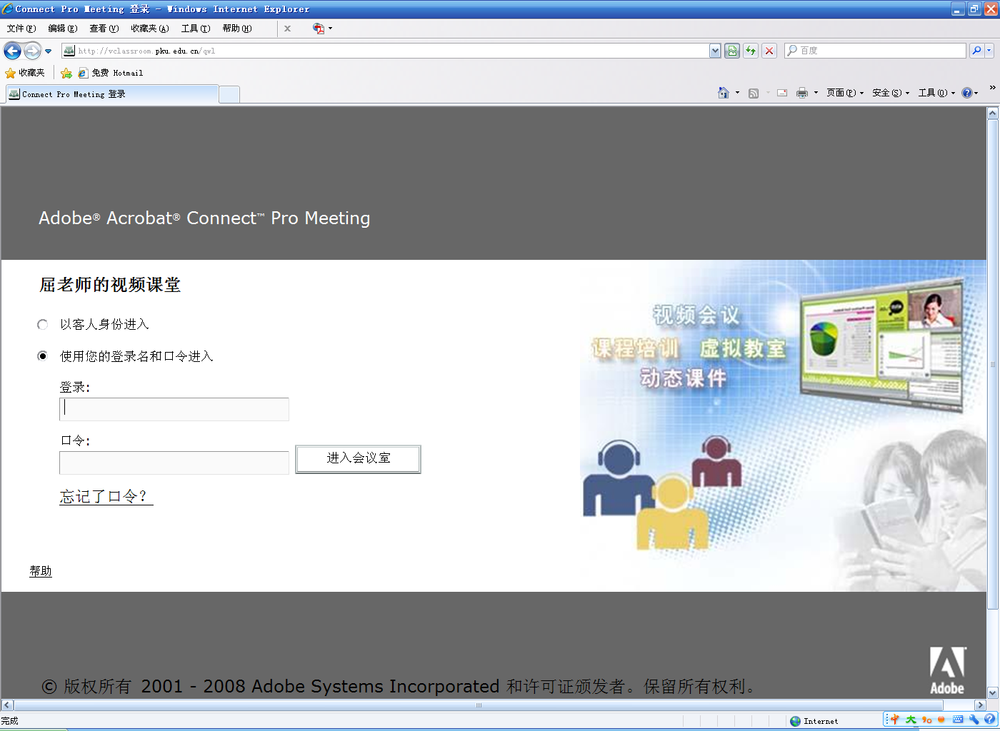 Connect Pro Meeting 登录 - Windows Internet Explorer
文件(F) 编辑(E) 查看(V) 收藏夹(A) 工具(T) 帮助(H)
http://vclassroom.pku.edu.cn/qwl
百度
收藏夹 免费 Hotmail
Connect Pro Meeting 登录
页面(P) 安全(S) 工具(O)
Adobe® Acrobat® Connect™ Pro Meeting
屈老师的视频课堂
以客人身份进入
使用您的登录名和口令进入
登录:
口令:
进入会议室
忘记了口令？
帮助
视频会议
课程培训 虚拟教室
动态课件
© 版权所有 2001 - 2008 Adobe Systems Incorporated 和许可证颁发者。保留所有权利。
Adobe
完成
Internet
中 大